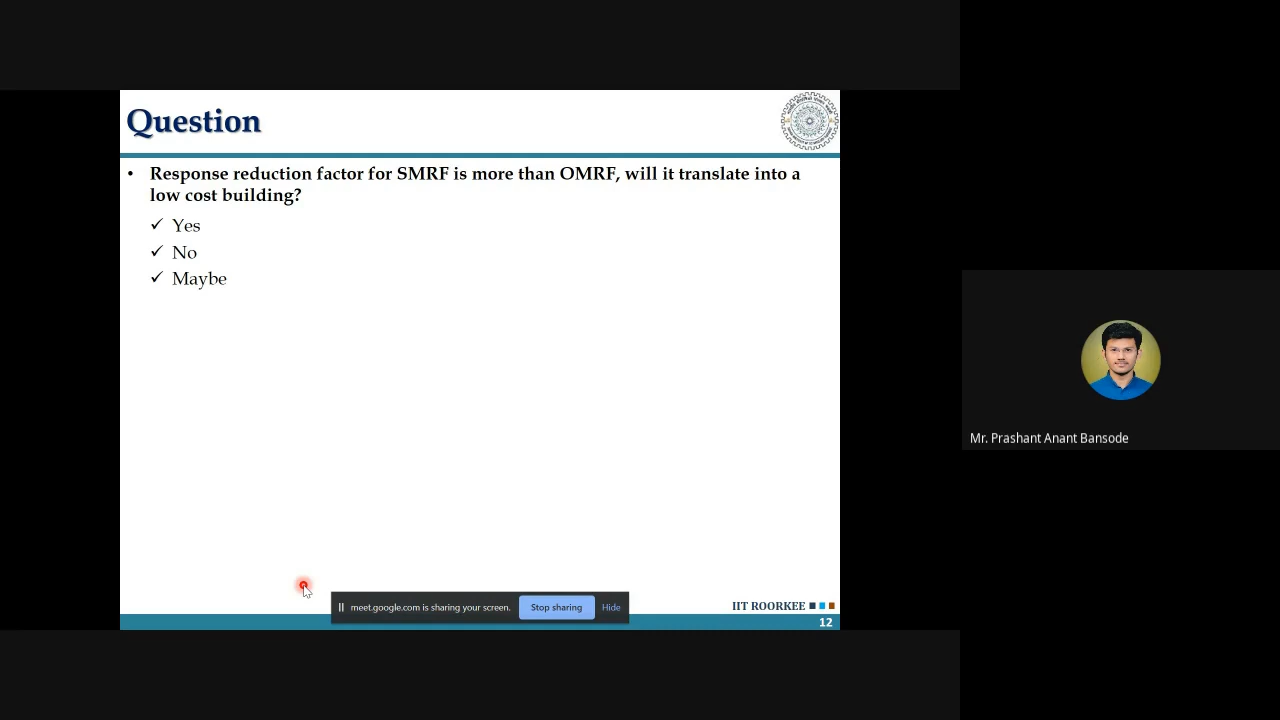 Question
• Response reduction factor for SMRF is more than OMRF, will it translate into a
low cost building?
✓ Yes
✓ No
✓ Maybe
Mr. Prashant Anant Bansode
meet.google.com is sharing your screen. Stop sharing Hide
IIT ROORKEE
12